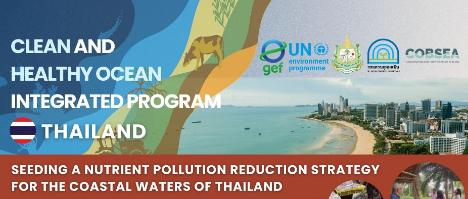 CLEAN AND
HEALTHY OCEAN
INTEGRATED PROGRAM
THAILAND
gef
UN
environment
programme
COBSEA
SEEDING A NUTRIENT POLLUTION REDUCTION STRATEGY
FOR THE COASTAL WATERS OF THAILAND